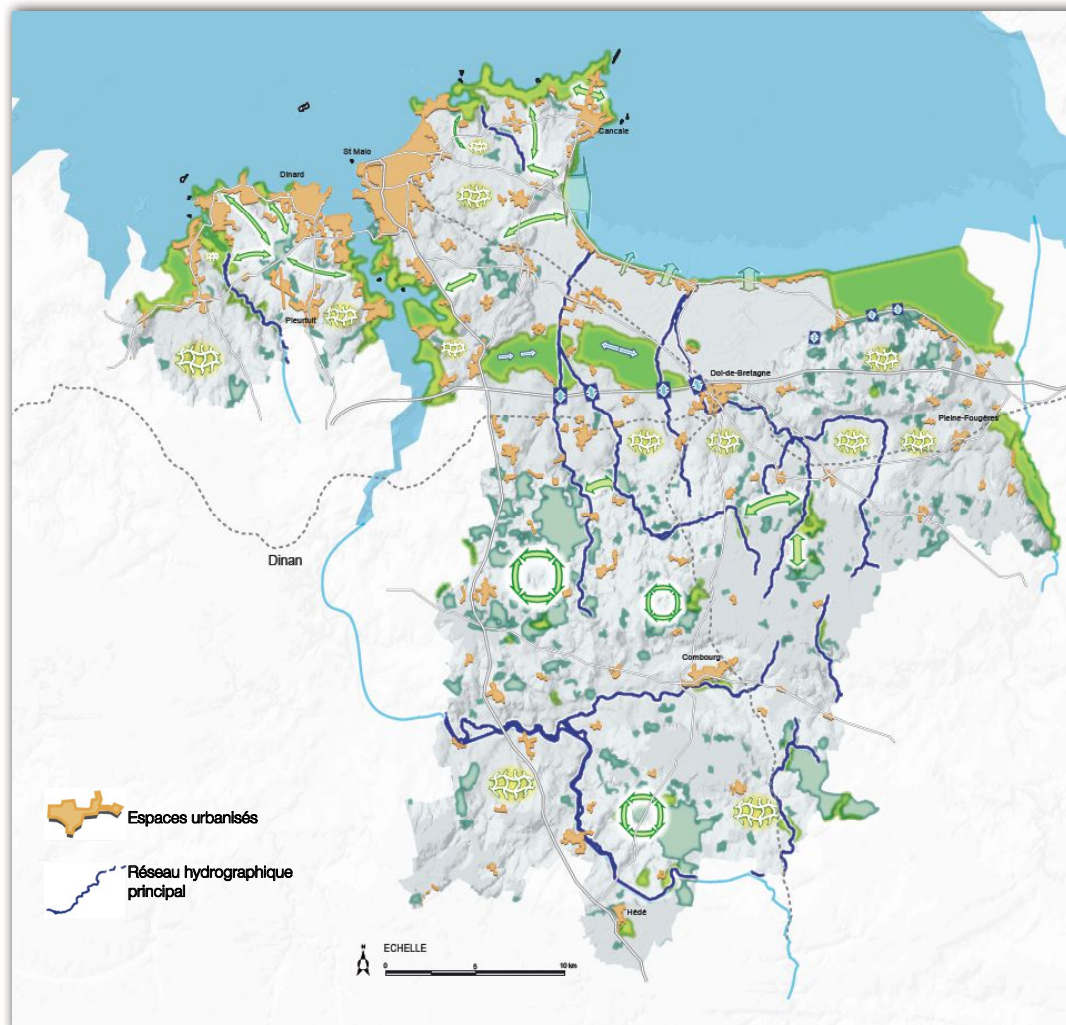 Cancale
St Malo
Dinard
Pleurtuit
Dol-de-Bretagne
Pleine-Fougères
Dinan
Combourg
Espaces urbanisés
Réseau hydrographique
principal
Hédé
N
ECHELLE
0 5 10 km